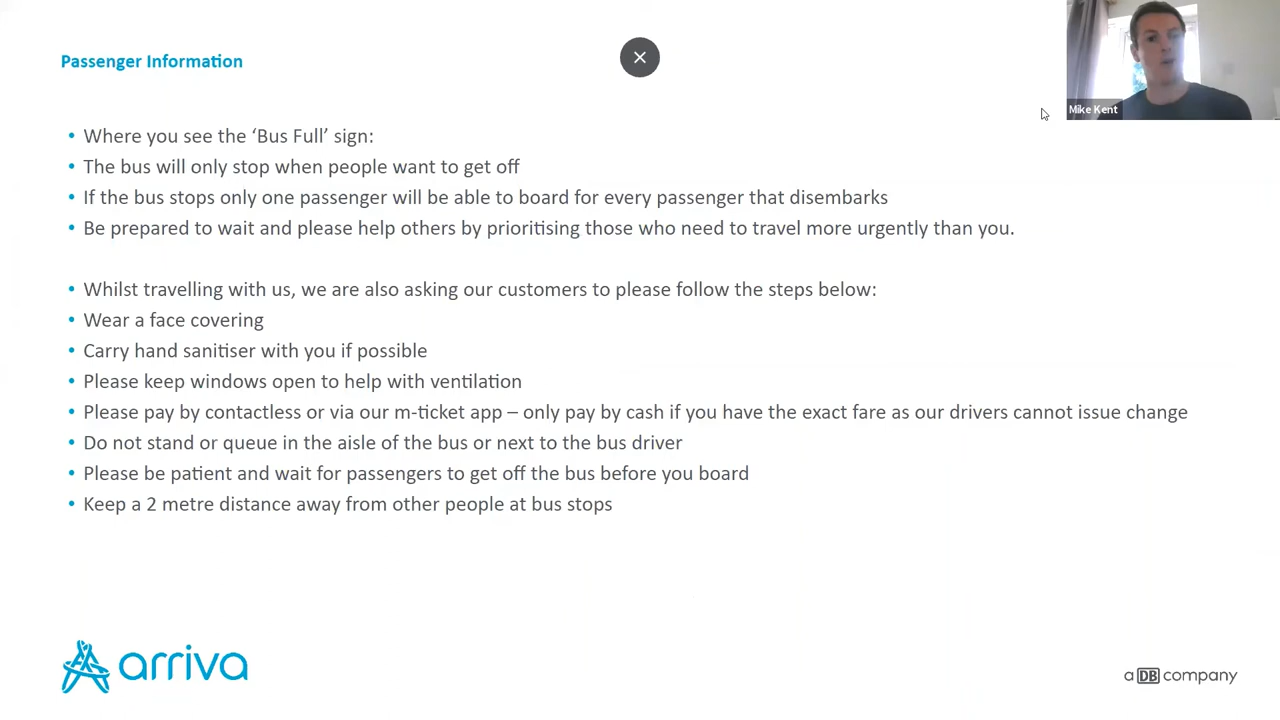 Passenger Information
Mike Kent
Where you see the ‘Bus Full’ sign:
The bus will only stop when people want to get off
If the bus stops only one passenger will be able to board for every passenger that disembarks
Be prepared to wait and please help others by prioritising those who need to travel more urgently than you.
Whilst travelling with us, we are also asking our customers to please follow the steps below:
Wear a face covering
Carry hand sanitiser with you if possible
Please keep windows open to help with ventilation
Please pay by contactless or via our m-ticket app – only pay by cash if you have the exact fare as our drivers cannot issue change
Do not stand or queue in the aisle of the bus or next to the bus driver
Please be patient and wait for passengers to get off the bus before you board
Keep a 2 metre distance away from other people at bus stops
arriva
a DB company